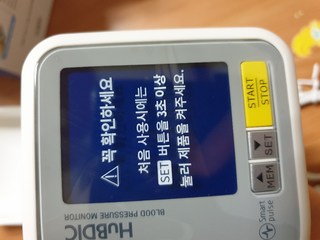 ⚠ 꼭 확인하세요
처음 사용시에는
SET 버튼을 3초 이상
눌러 제품을 켜주세요.
HuBDIC
BLOOD PRESSURE MONITOR
Smart pulse
▲
MEM
▼
SET
START
STOP